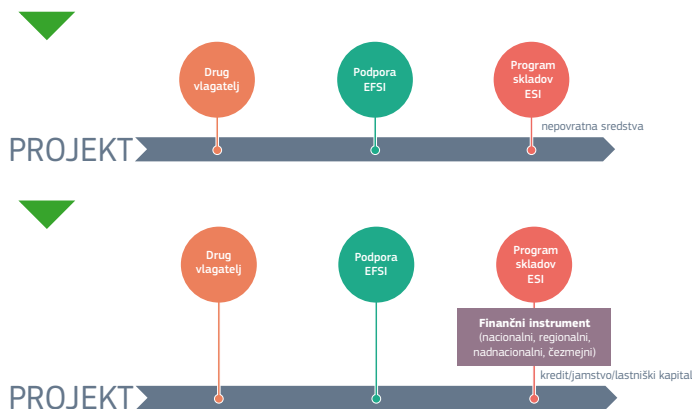 Drug
vlagatelj
Podpora
EFSI
Program
skladov
ESI
nepovratna sredstva
PROJEKT
Drug
vlagatelj
Podpora
EFSI
Program
skladov
ESI
Finančni instrument
(nacionalni, regionalni,
nadnacionalni, čezmejni)
kredit/jamstvo/lastniški kapital
PROJEKT